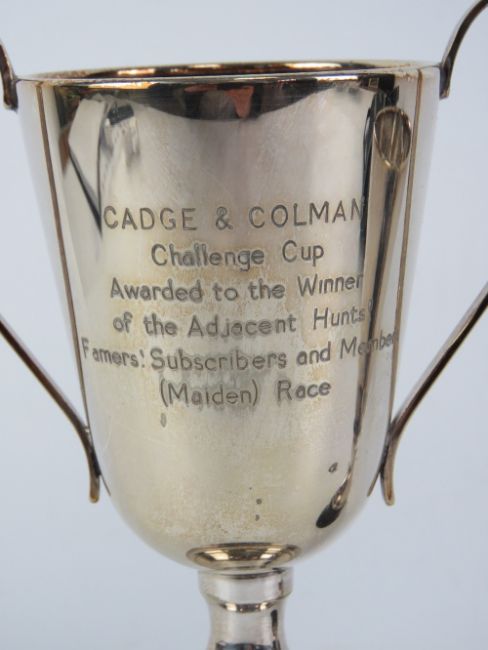 CADGE & COLMAN
Challenge Cup
Awarded to the Winner
of the Adjacent Hunts'
Famers'. Subscribers and Members
(Maiden) Race